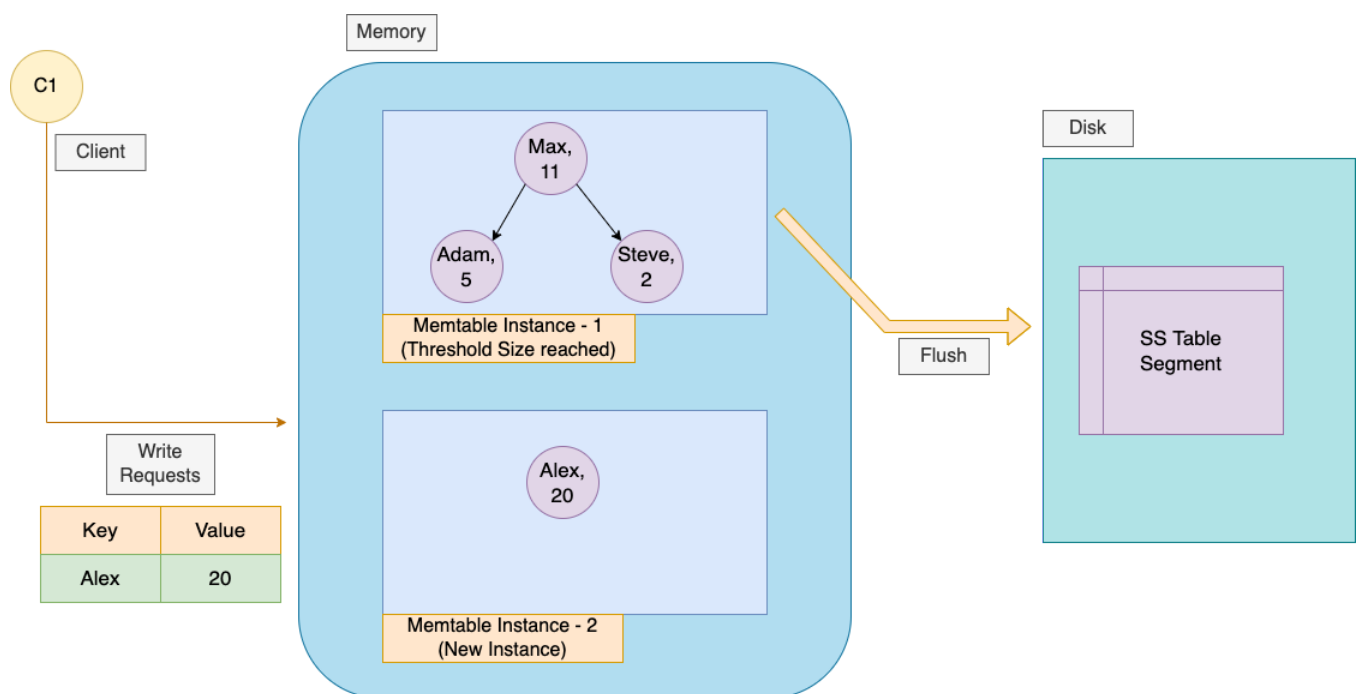 Memory
C1
Client
Max,
11
Adam,
5
Steve,
2
Memtable Instance - 1
(Threshold Size reached)
Flush
Disk
SS Table
Segment
Write
Requests
Key Value
Alex 20
Alex,
20
Memtable Instance - 2
(New Instance)